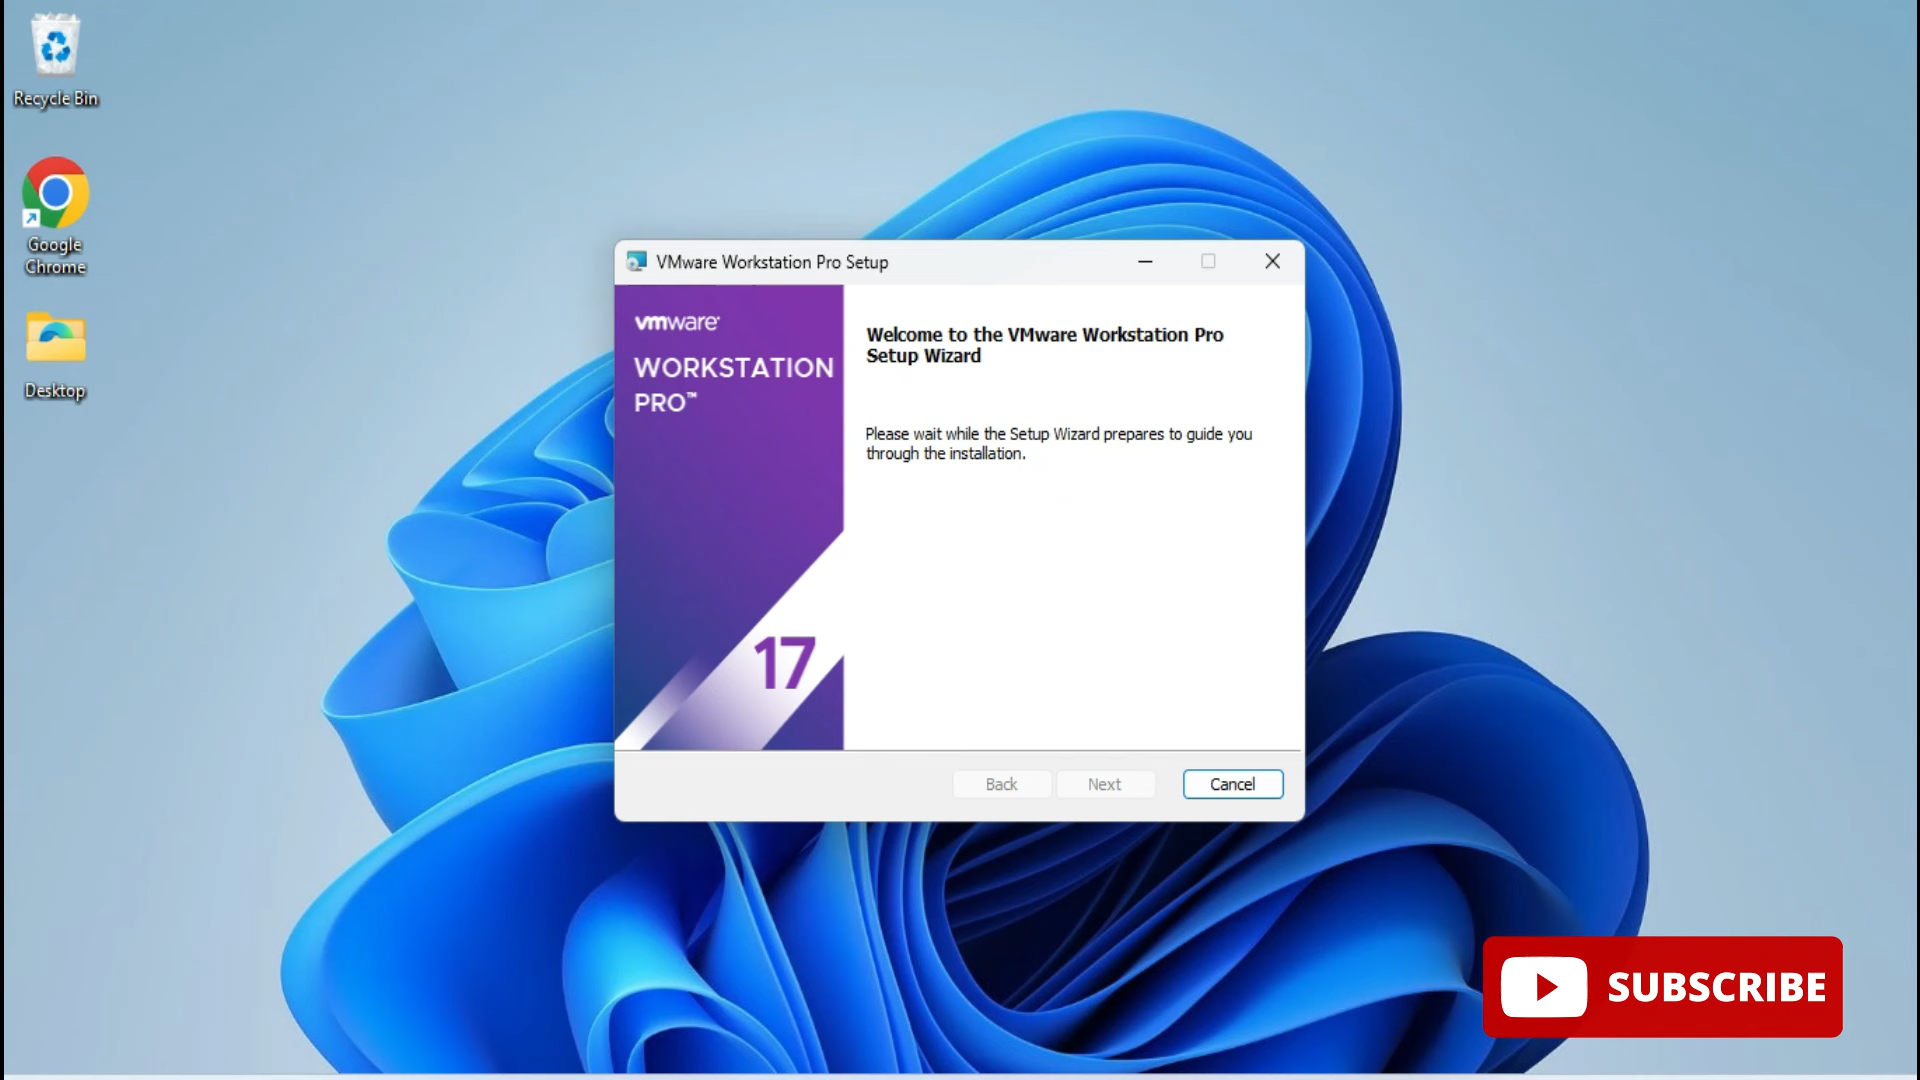 Recycle Bin
Google
Chrome
Desktop
VMware Workstation Pro Setup
vmware®
WORKSTATION
PRO™
17
Welcome to the VMware Workstation Pro
Setup Wizard
Please wait while the Setup Wizard prepares to guide you
through the installation.
Back
Next
Cancel
SUBSCRIBE